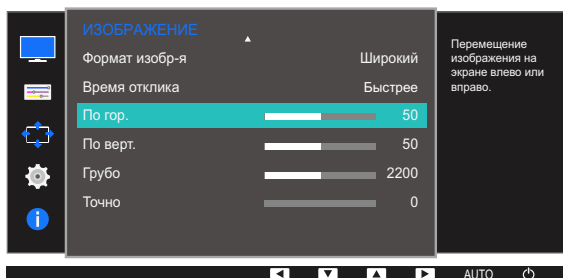 ИЗОБРАЖЕНИЕ
Формат изобр-я Широкий
Время отклика Быстрее
По гор. 50
По верт. 50
Грубо 2200
Точно 0
Перемещение
изображения на
экране влево или
вправо.
AUTO